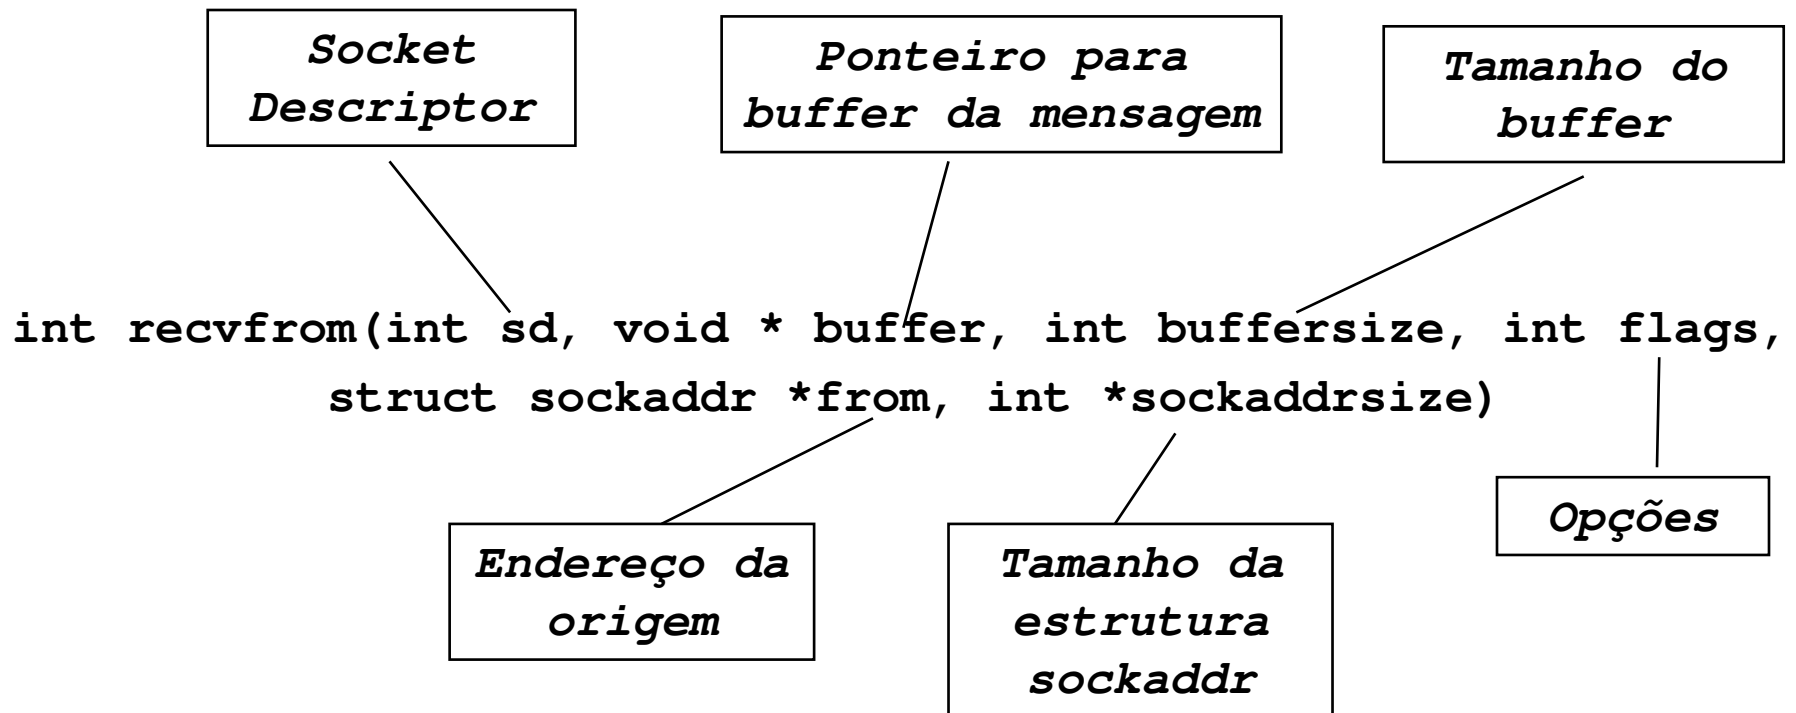 Socket
Descriptor
Ponteiro para
buffer da mensagem
Tamanho do
buffer
int recvfrom(int sd, void * buffer, int buffersize, int flags,
struct sockaddr *from, int *sockaddrsize)
Endereço da
origem
Tamanho da
estrutura
sockaddr
Opções